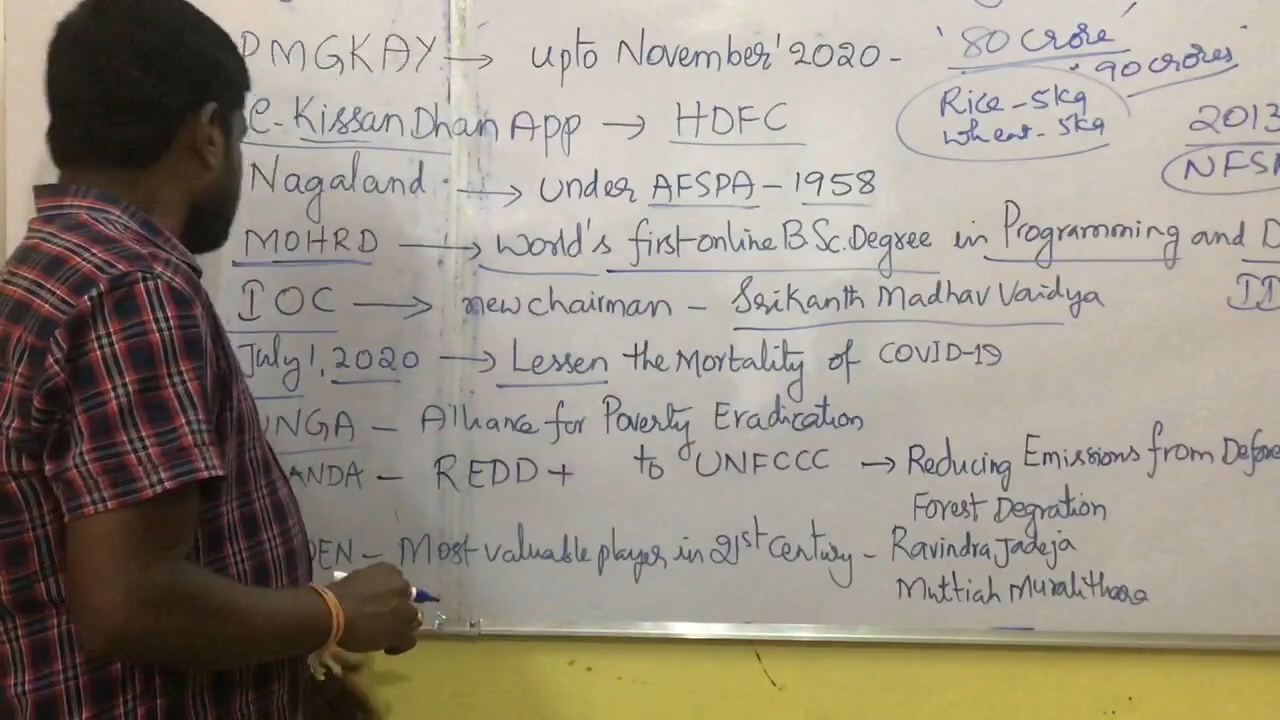 PMGKAY → upto November' 2020 - '80 crore'
90 crores
Rice - 5kg
wheat - 5kg
2013
e-Kissan Dhan App → HDFC
NFSA
Nagaland → under AFSPA - 1958
MOHRD → world's first online B Sc. Degree in Programming and D
IOC → new chairman - Srikanth Madhav Vaidya
July 1, 2020 → Lessen the Mortality of COVID-19
UNGA - Alliance for Poverty Eradication
ANDA - REDD+ to UNFCCC → Reducing Emissions from Defore
Forest Degration
DEN - Most valuable player in 21st century - Ravindra Jadeja
Muttiah Muralithara